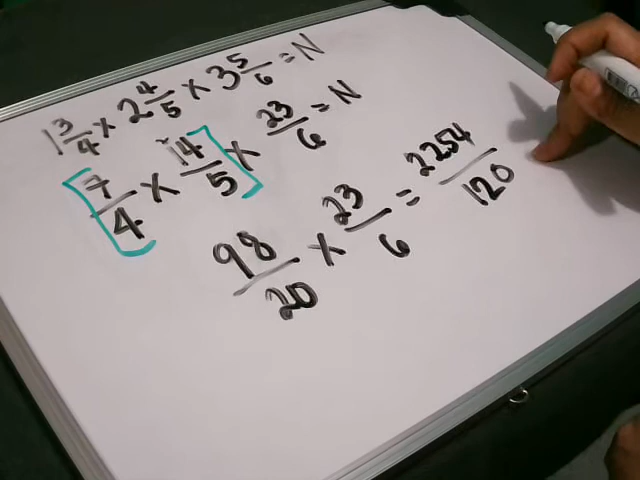 1 3/4 × 2 4/5 × 3 5/6 = N
[7/4 × 14/5] × 23/6 = N
98/20 × 23/6 = 2254/120